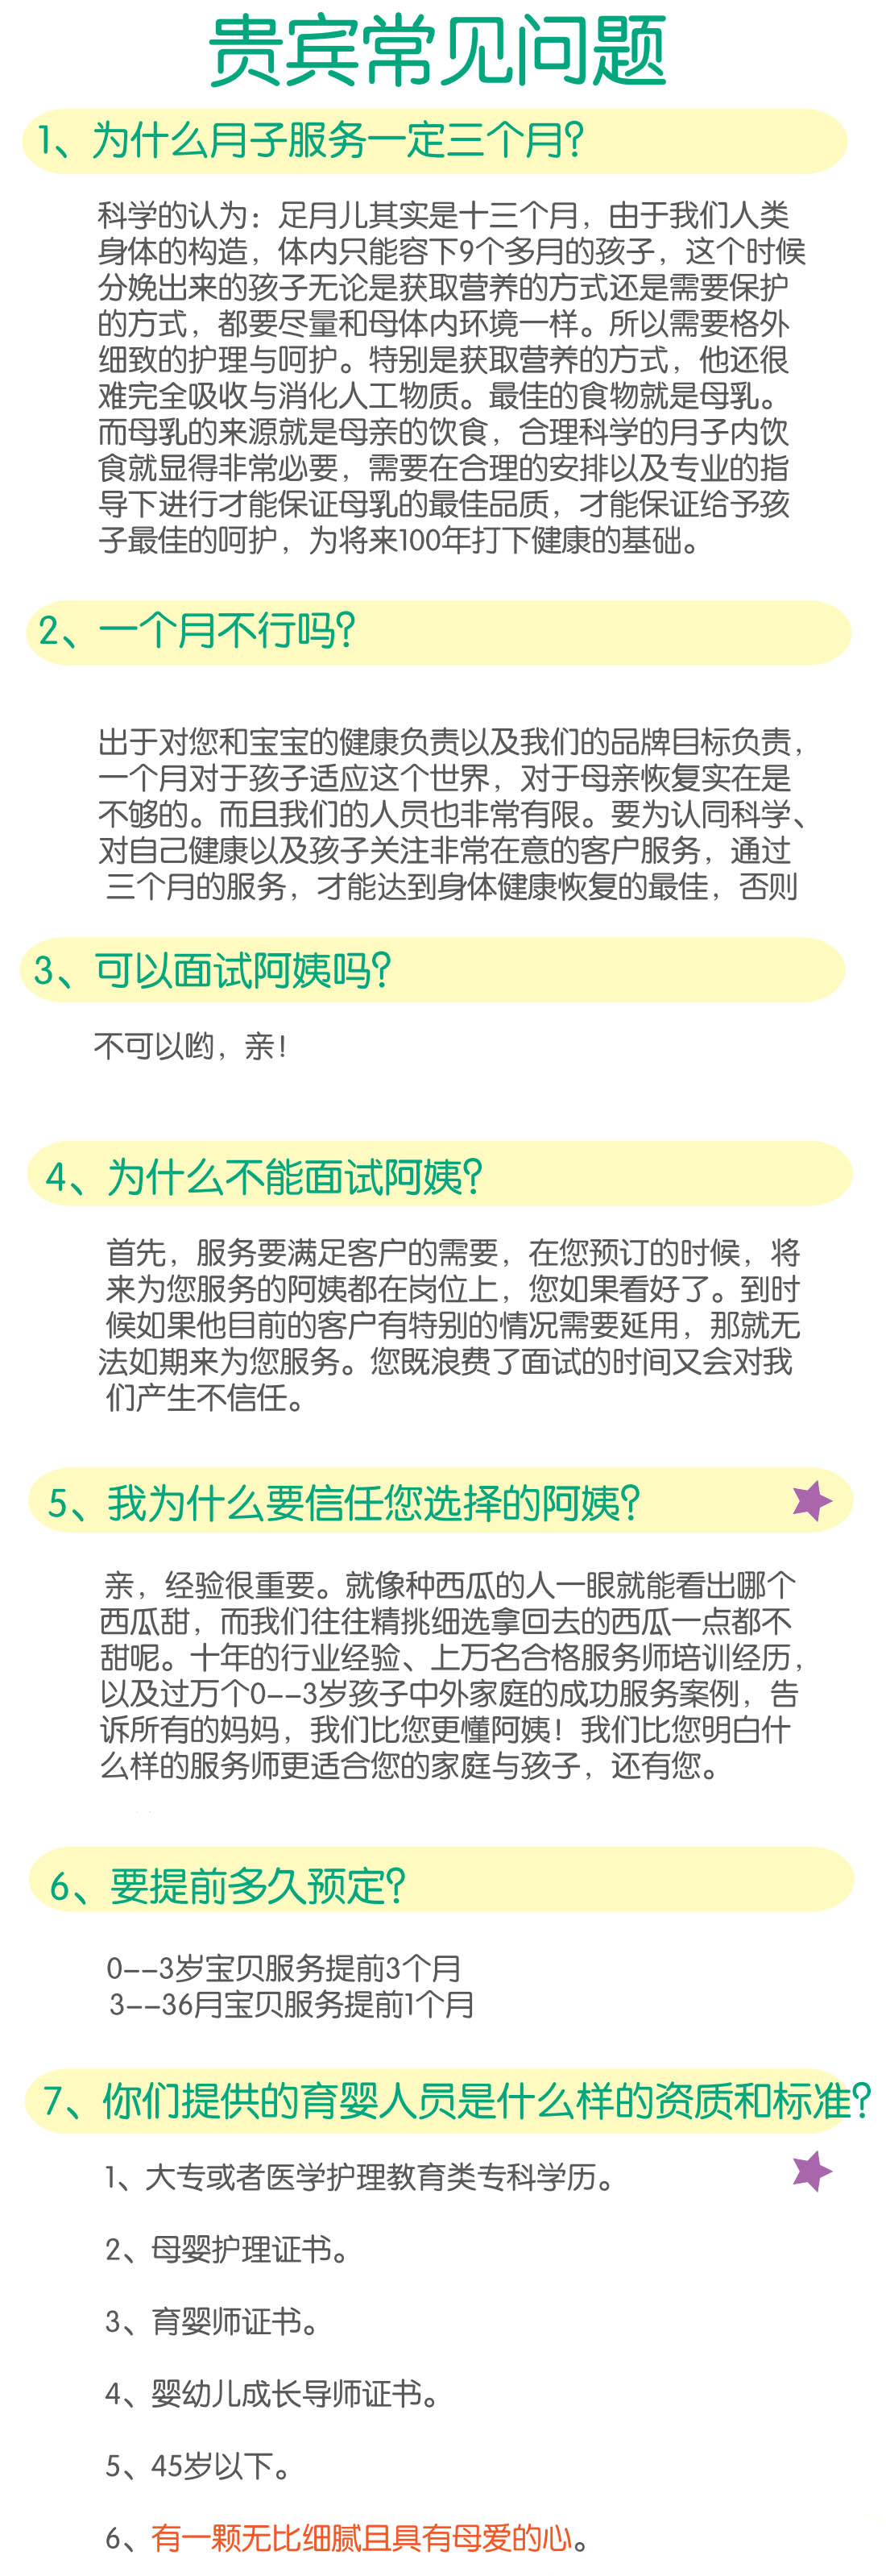 贵宾常见问题
1、为什么月子服务一定三个月?
科学的认为：足月儿其实是十三个月，由于我们人类
身体的构造，体内只能容下9个多月的孩子，这个时候
分娩出来的孩子无论是获取营养的方式还是需要保护
的方式，都要尽量和母体内环境一样。所以需要格外
细致的护理与呵护。特别是获取营养的方式，他还很
难完全吸收与消化人工物质。最佳的食物就是母乳。
而母乳的来源就是母亲的饮食，合理科学的月子内饮
食就显得非常必要，需要在合理的安排以及专业的指
导下进行才能保证母乳的最佳品质，才能保证给予孩
子最佳的呵护，为将来100年打下健康的基础。
2、一个月不行吗?
出于对您和宝宝的健康负责以及我们的品牌目标负责，
一个月对于孩子适应这个世界，对于母亲恢复实在是
不够的。而且我们的人员也非常有限。要为认同科学、
对自己健康以及孩子关注非常在意的客户服务，通过
三个月的服务，才能达到身体健康恢复的最佳，否则
3、可以面试阿姨吗?
不可以哟，亲!
4、为什么不能面试阿姨?
首先，服务要满足客户的需要，在您预订的时候，将
来为您服务的阿姨都在岗位上，您如果看好了。到时
候如果他目前的客户有特别的情况需要延用，那就无
法如期来为您服务。您既浪费了面试的时间又会对我
们产生不信任。
5、我为什么要信任您选择的阿姨?
亲，经验很重要。就像种西瓜的人一眼就能看出哪个
西瓜甜，而我们往往精挑细选拿回去的西瓜一点都不
甜呢。十年的行业经验、上万名合格服务师培训经历，
以及过万个0--3岁孩子中外家庭的成功服务案例，告
诉所有的妈妈，我们比您更懂阿姨! 我们比您明白什
么样的服务师更适合您的家庭与孩子，还有您。
6、要提前多久预定?
0--3岁宝贝服务提前3个月
3--36月宝贝服务提前1个月
7、你们提供的育婴人员是什么样的资质和标准?
1、大专或者医学护理教育类专科学历。
2、母婴护理证书。
3、育婴师证书。
4、婴幼儿成长导师证书。
5、45岁以下。
6、有一颗无比细腻且具有母爱的心。